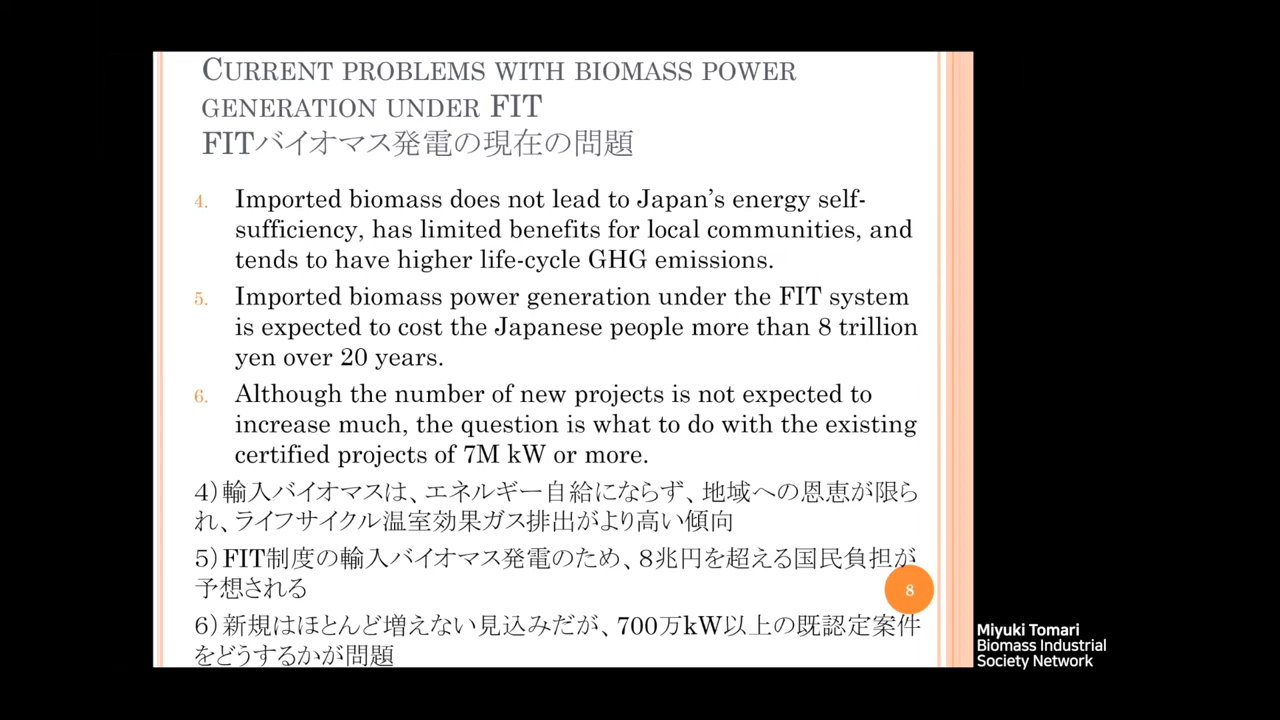 CURRENT PROBLEMS WITH BIOMASS POWER
GENERATION UNDER FIT
FITバイオマス発電の現在の問題
4. Imported biomass does not lead to Japan’s energy self-
sufficiency, has limited benefits for local communities, and
tends to have higher life-cycle GHG emissions.
5. Imported biomass power generation under the FIT system
is expected to cost the Japanese people more than 8 trillion
yen over 20 years.
6. Although the number of new projects is not expected to
increase much, the question is what to do with the existing
certified projects of 7M kW or more.
4）輸入バイオマスは、エネルギー自給にならず、地域への恩恵が限ら
れ、ライフサイクル温室効果ガス排出がより高い傾向
5）FIT制度の輸入バイオマス発電のため、8兆円を超える国民負担が
予想される
6）新規はほとんど増えない見込みだが、700万kW以上の既認定案件
をどうするかが問題
8
Miyuki Tomari
Biomass Industrial
Society Network